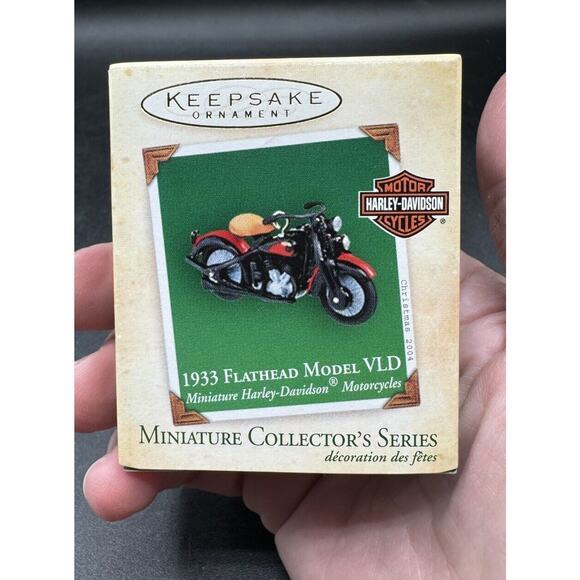 KEEPSAKE
ORNAMENT
MOTOR
HARLEY-DAVIDSON
CYCLES
®
Christmas 2004
1933 FLATHEAD MODEL VLD
Miniature Harley-Davidson® Motorcycles
MINIATURE COLLECTOR'S SERIES
décoration des fêtes